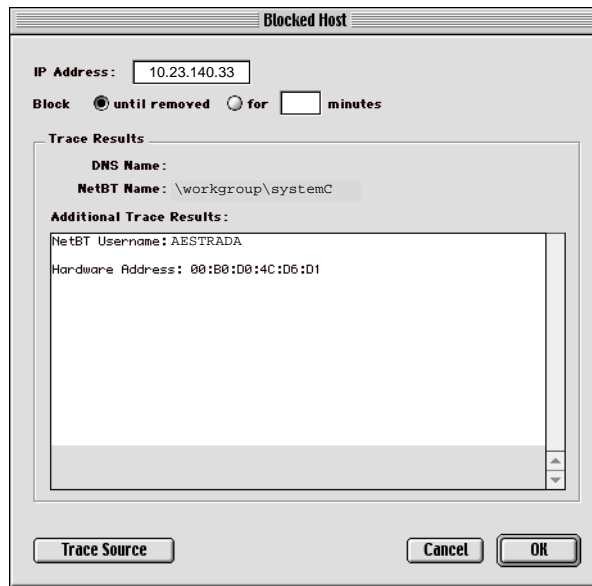 Blocked Host
IP Address: 10.23.140.33
Block until removed for minutes
Trace Results
DNS Name:
NetBT Name: \workgroup\systemC
Additional Trace Results:
NetBT Username: AESTRADA
Hardware Address: 00:B0:D0:4C:D6:D1
Trace Source Cancel OK